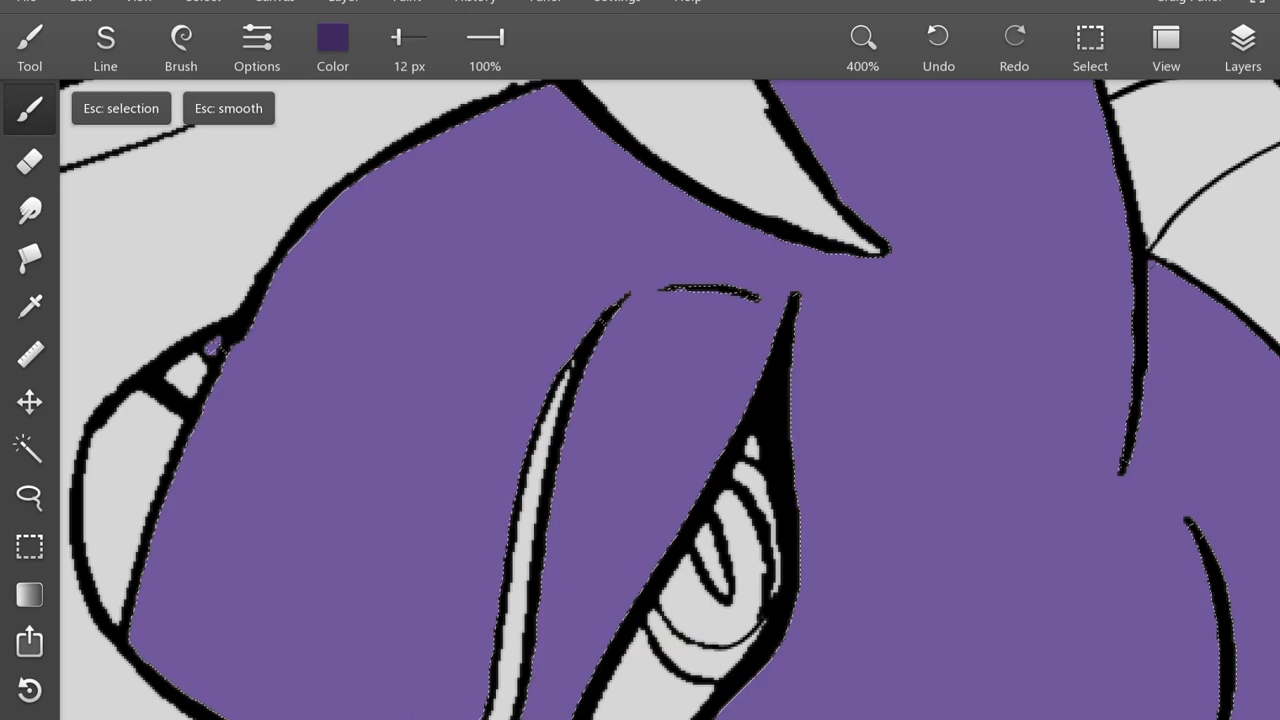 Tool Line Brush Options Color 12 px 100% 400% Undo Redo Select View Layers
Esc: selection Esc: smooth